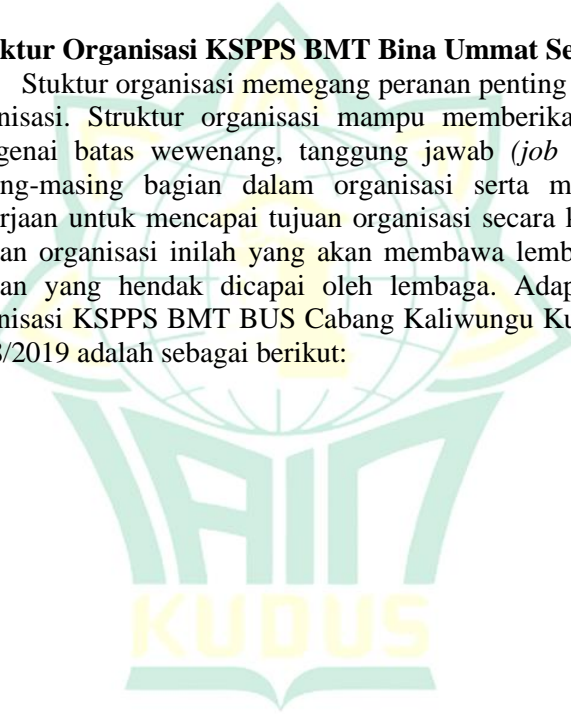 ktur Organisasi KSPPS BMT Bina Ummat Se
Stuktur organisasi memegang peranan penting
nisasi. Struktur organisasi mampu memberika
genai batas wewenang, tanggung jawab (job
ng-masing bagian dalam organisasi serta m
erjaan untuk mencapai tujuan organisasi secara k
an organisasi inilah yang akan membawa lemb
an yang hendak dicapai oleh lembaga. Adap
nisasi KSPPS BMT BUS Cabang Kaliwungu Ku
/2019 adalah sebagai berikut:
IAIN
KUDUS